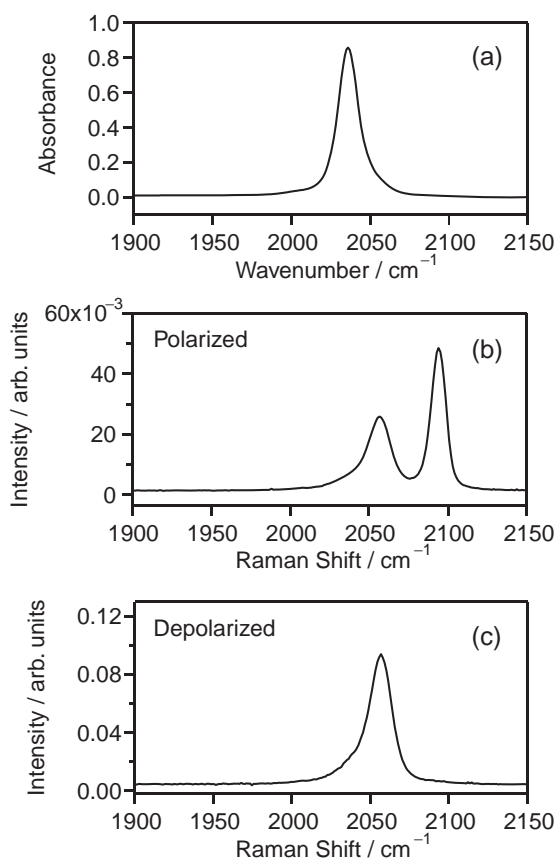 1.0
0.8
0.6
0.4
0.2
0.0
Absorbance
(a)
1900 1950 2000 2050 2100 2150
Wavenumber / cm⁻¹
60x10⁻³
40
20
0
Intensity / arb. units
Polarized
(b)
1900 1950 2000 2050 2100 2150
Raman Shift / cm⁻¹
0.12
0.08
0.04
0.00
Intensity / arb. units
Depolarized
(c)
1900 1950 2000 2050 2100 2150
Raman Shift / cm⁻¹